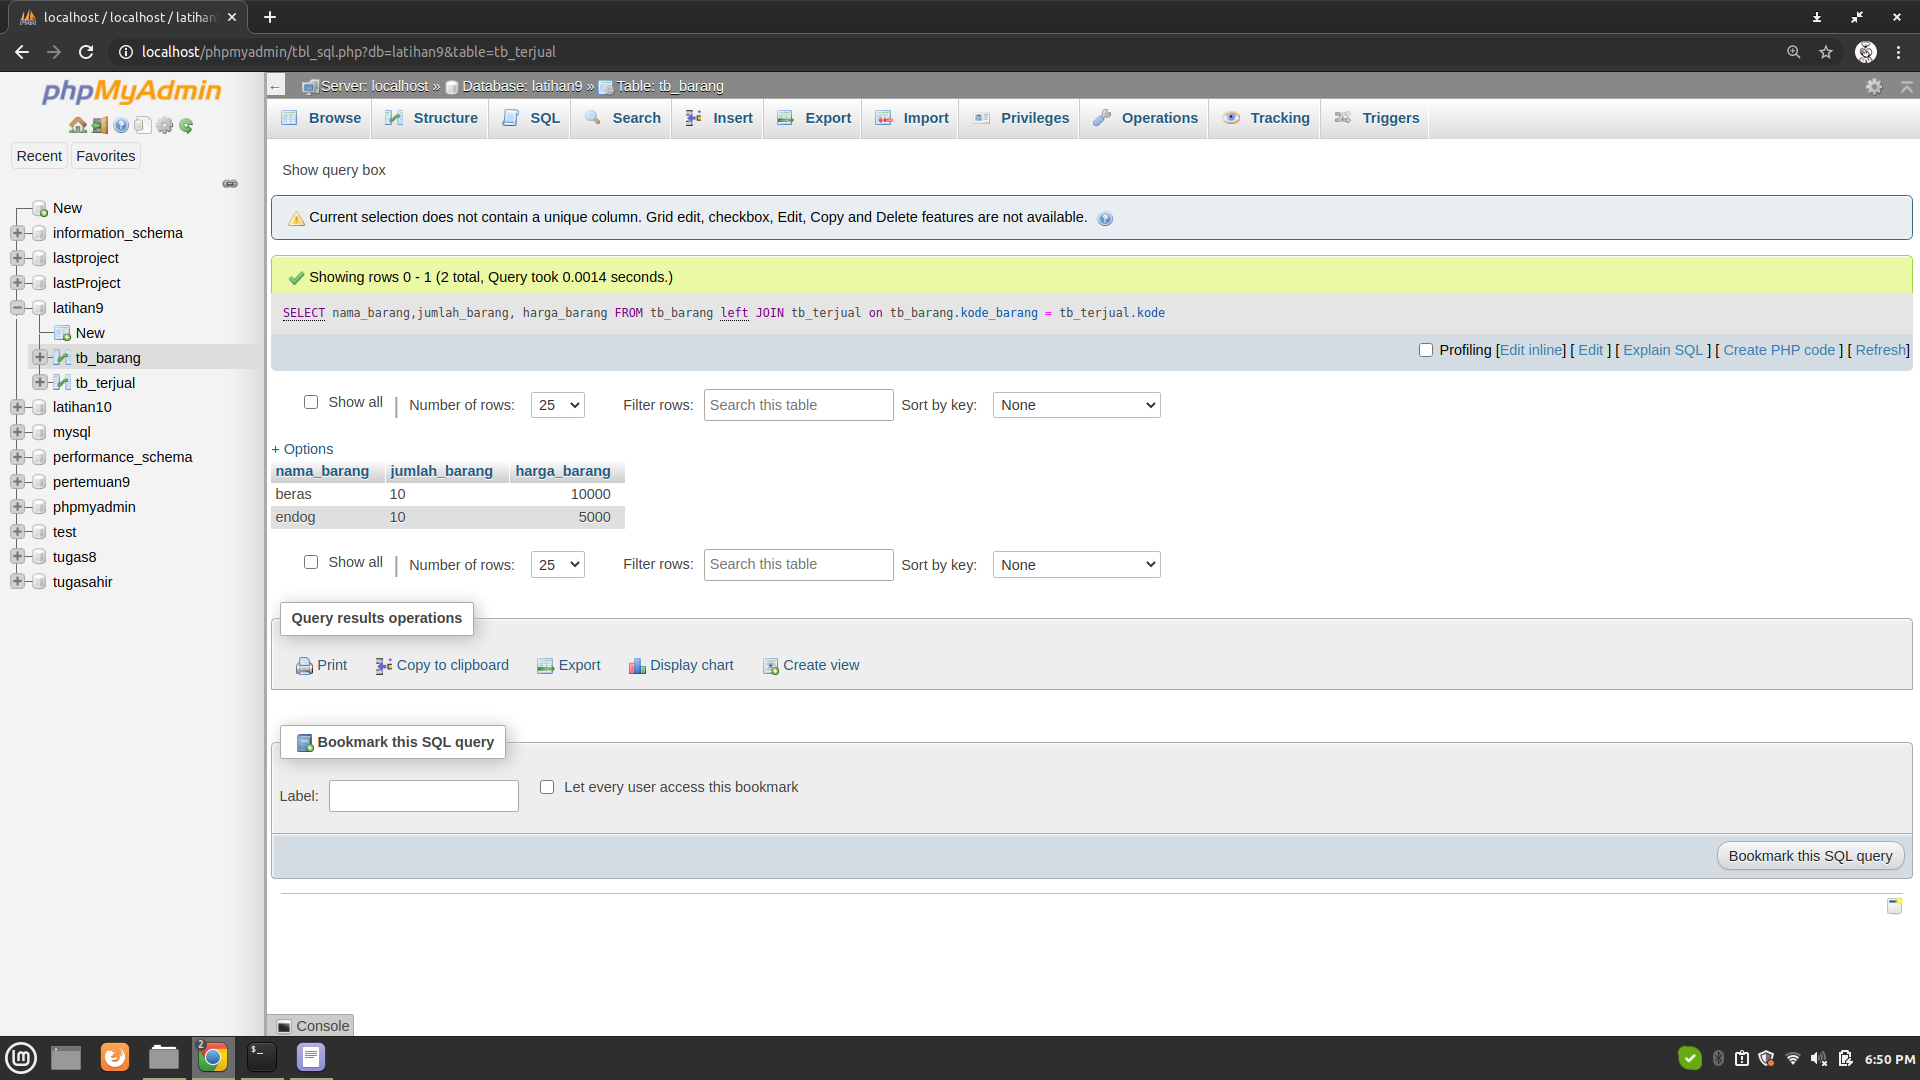 localhost / localhost / latihan
localhost/phpmyadmin/tbl_sql.php?db=latihan9&table=tb_terjual
phpMyAdmin
Recent Favorites
New
information_schema
lastproject
lastProject
latihan9
New
tb_barang
tb_terjual
latihan10
mysql
performance_schema
pertemuan9
phpmyadmin
test
tugas8
tugasahir
Server: localhost » Database: latihan9 » Table: tb_barang
Browse Structure SQL Search Insert Export Import Privileges Operations Tracking Triggers
Show query box
Current selection does not contain a unique column. Grid edit, checkbox, Edit, Copy and Delete features are not available.
Showing rows 0 - 1 (2 total, Query took 0.0014 seconds.)
SELECT nama_barang,jumlah_barang, harga_barang FROM tb_barang left JOIN tb_terjual on tb_barang.kode_barang = tb_terjual.kode
Profiling [Edit inline] [ Edit ] [ Explain SQL ] [ Create PHP code ] [ Refresh]
Show all | Number of rows: 25 Filter rows: Search this table Sort by key: None
+ Options
nama_barang jumlah_barang harga_barang
beras 10 10000
endog 10 5000
Show all | Number of rows: 25 Filter rows: Search this table Sort by key: None
Query results operations
Print Copy to clipboard Export Display chart Create view
Bookmark this SQL query
Label: Let every user access this bookmark
Bookmark this SQL query
Console
2
6:50 PM